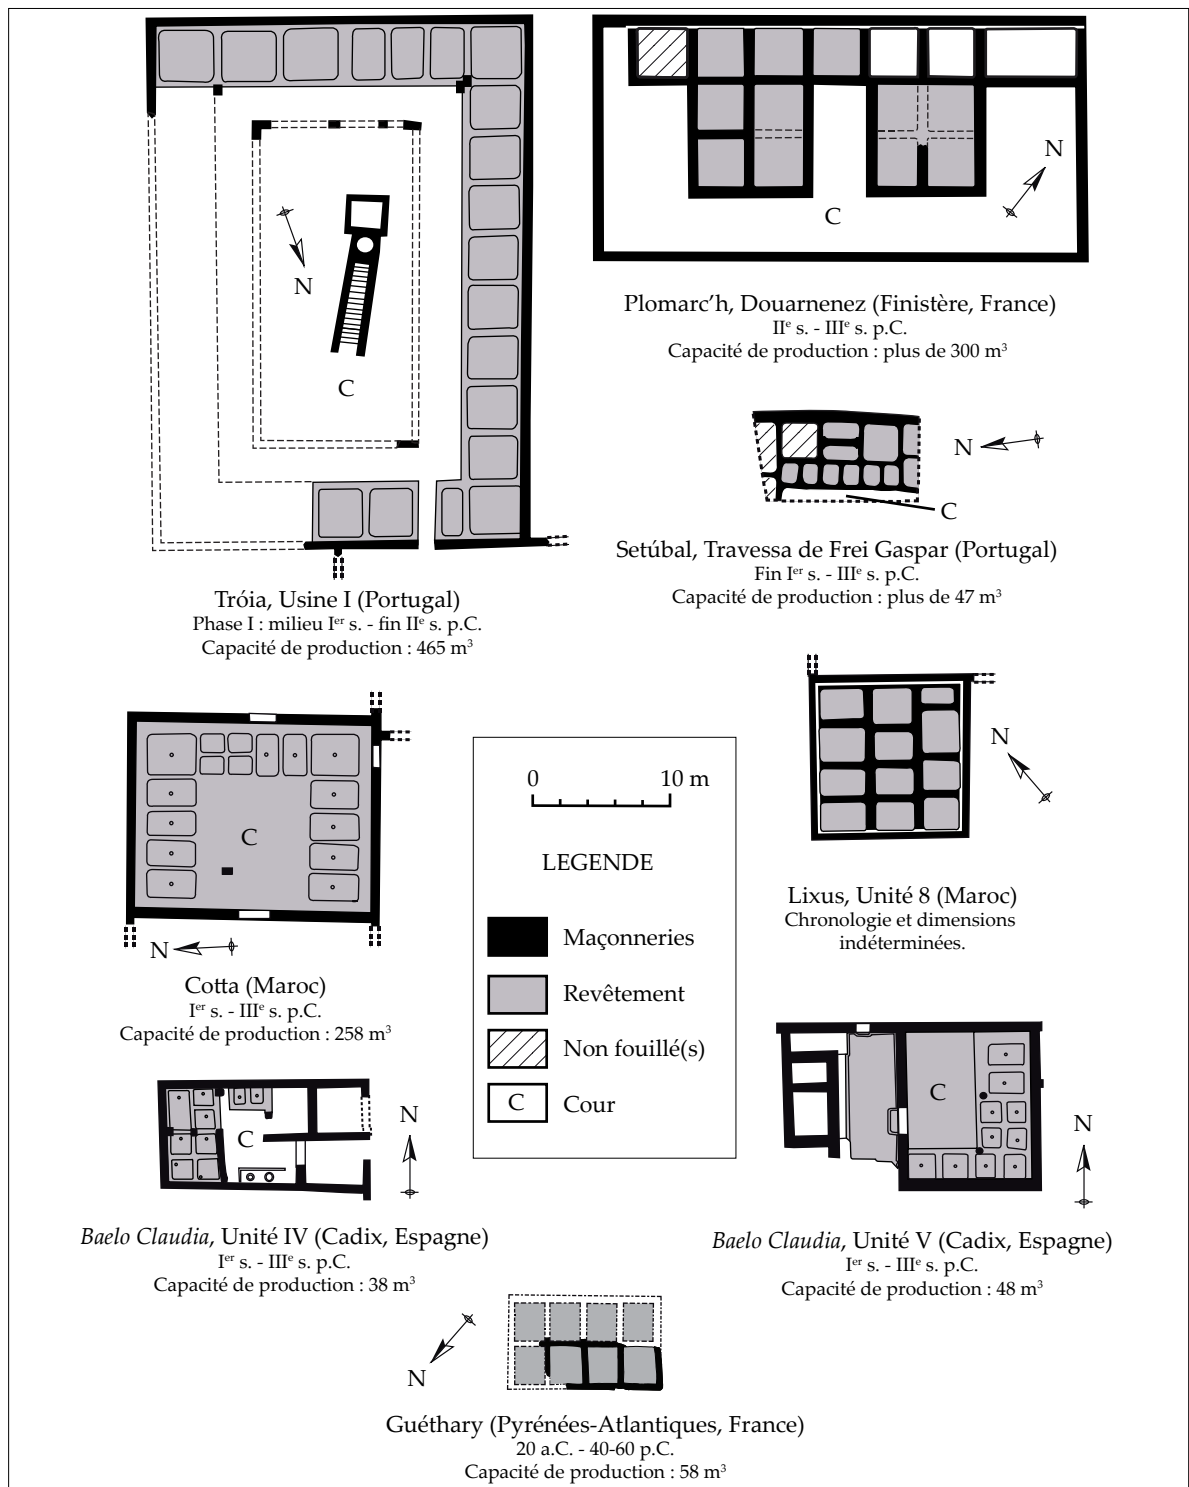 N
C
Tróia, Usine I (Portugal)
Phase I : milieu Iᵉʳ s. - fin IIᵉ s. p.C.
Capacité de production : 465 m³
N
C
Plomarc'h, Douarnenez (Finistère, France)
IIᵉ s. - IIIᵉ s. p.C.
Capacité de production : plus de 300 m³
N
C
Setúbal, Travessa de Frei Gaspar (Portugal)
Fin Iᵉʳ s. - IIIᵉ s. p.C.
Capacité de production : plus de 47 m³
C
N
Cotta (Maroc)
Iᵉʳ s. - IIIᵉ s. p.C.
Capacité de production : 258 m³
0 10 m
LEGENDE
Maçonneries
Revêtement
Non fouillé(s)
C Cour
N
Lixus, Unité 8 (Maroc)
Chronologie et dimensions
indéterminées.
C
N
Baelo Claudia, Unité IV (Cadix, Espagne)
Iᵉʳ s. - IIIᵉ s. p.C.
Capacité de production : 38 m³
C
N
Baelo Claudia, Unité V (Cadix, Espagne)
Iᵉʳ s. - IIIᵉ s. p.C.
Capacité de production : 48 m³
N
Guéthary (Pyrénées-Atlantiques, France)
20 a.C. - 40-60 p.C.
Capacité de production : 58 m³